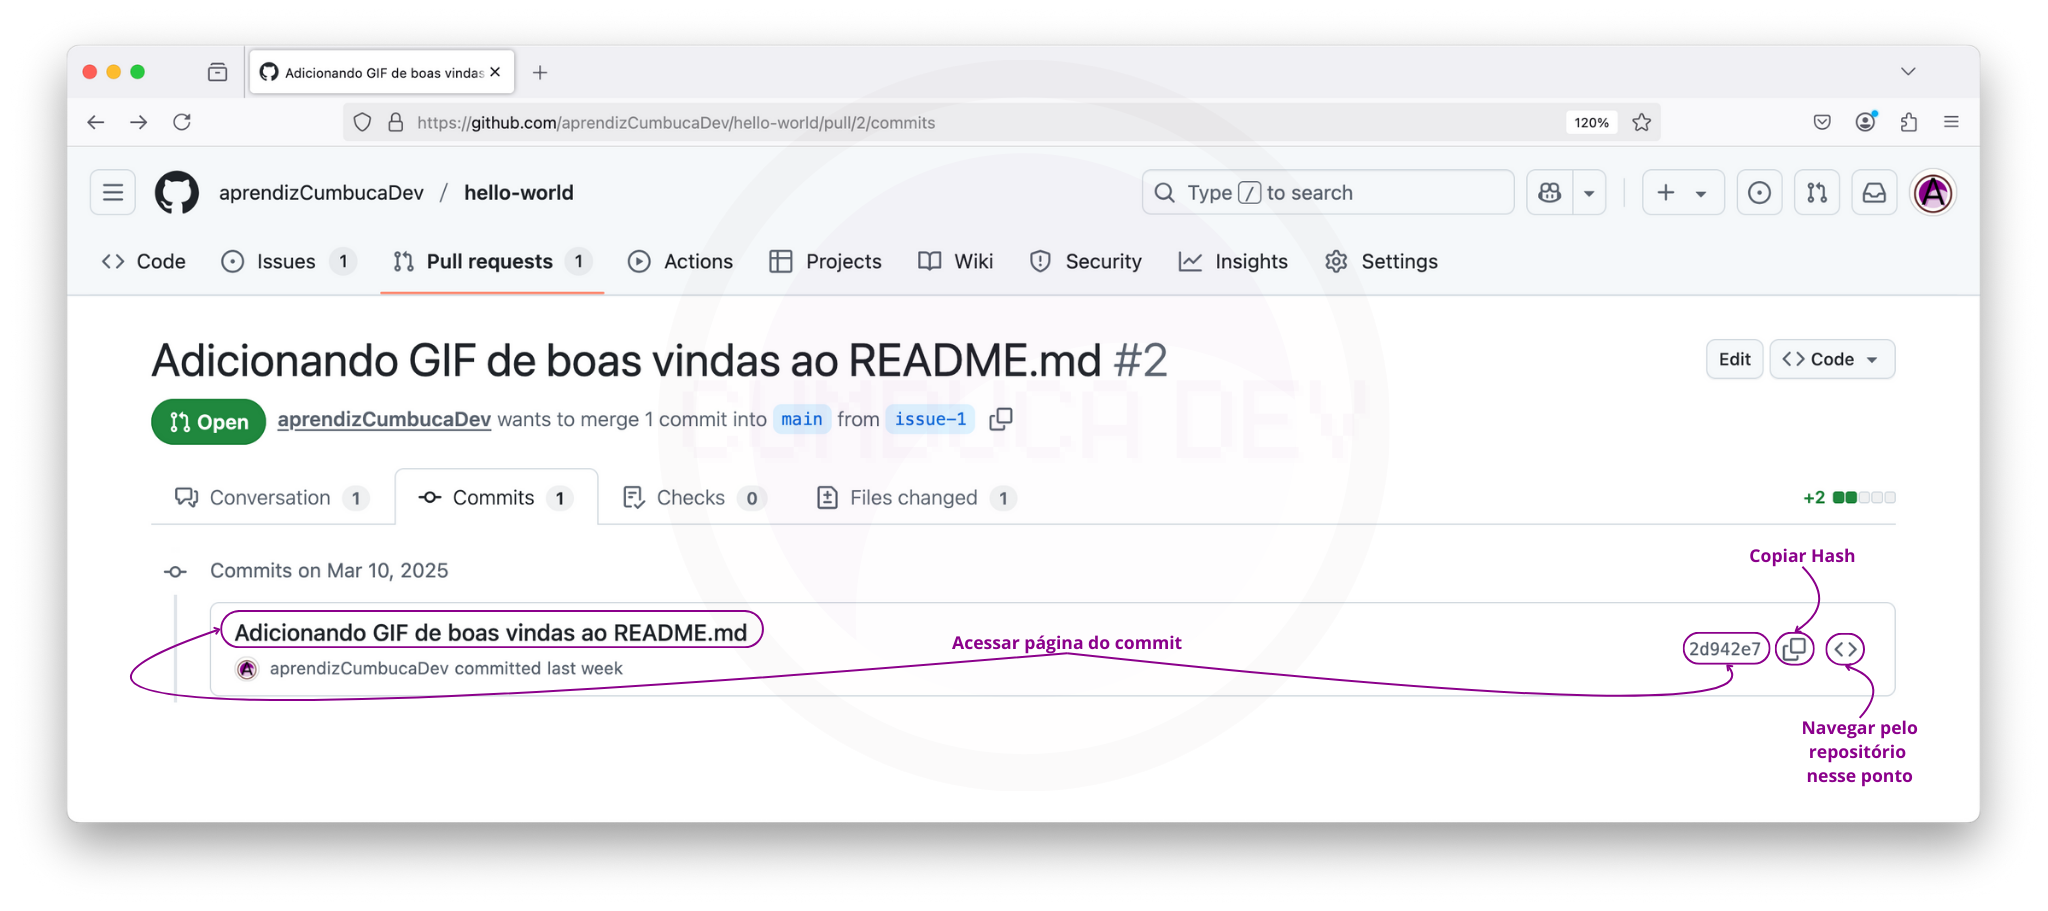 Adicionando GIF de boas vindas
https://github.com/aprendizCumbucaDev/hello-world/pull/2/commits
120%
aprendizCumbucaDev / hello-world
Type / to search
Code
Issues 1
Pull requests 1
Actions
Projects
Wiki
Security
Insights
Settings
Adicionando GIF de boas vindas ao README.md #2
Edit
Code
Open
aprendizCumbucaDev wants to merge 1 commit into main from issue-1
CUMBUCA DEV
Conversation 1
Commits 1
Checks 0
Files changed 1
+2
Commits on Mar 10, 2025
Copiar Hash
Adicionando GIF de boas vindas ao README.md
Acessar página do commit
2d942e7
aprendizCumbucaDev committed last week
Navegar pelo
repositório
nesse ponto